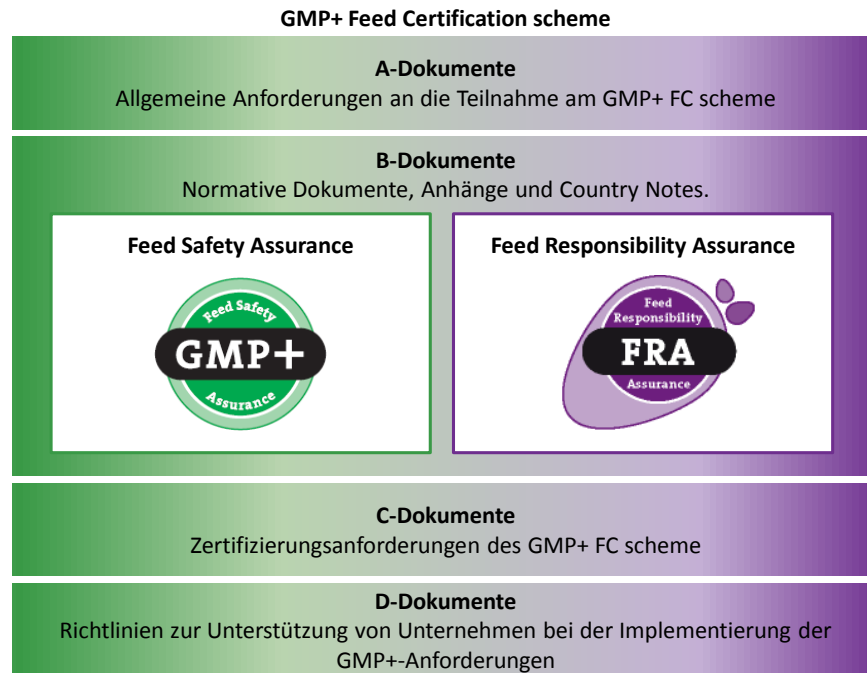 GMP+ Feed Certification scheme
A-Dokumente
Allgemeine Anforderungen an die Teilnahme am GMP+ FC scheme
B-Dokumente
Normative Dokumente, Anhänge und Country Notes.
Feed Safety Assurance
Feed Safety
GMP+
Assurance
Feed Responsibility Assurance
Feed
Responsibility
FRA
Assurance
C-Dokumente
Zertifizierungsanforderungen des GMP+ FC scheme
D-Dokumente
Richtlinien zur Unterstützung von Unternehmen bei der Implementierung der
GMP+-Anforderungen